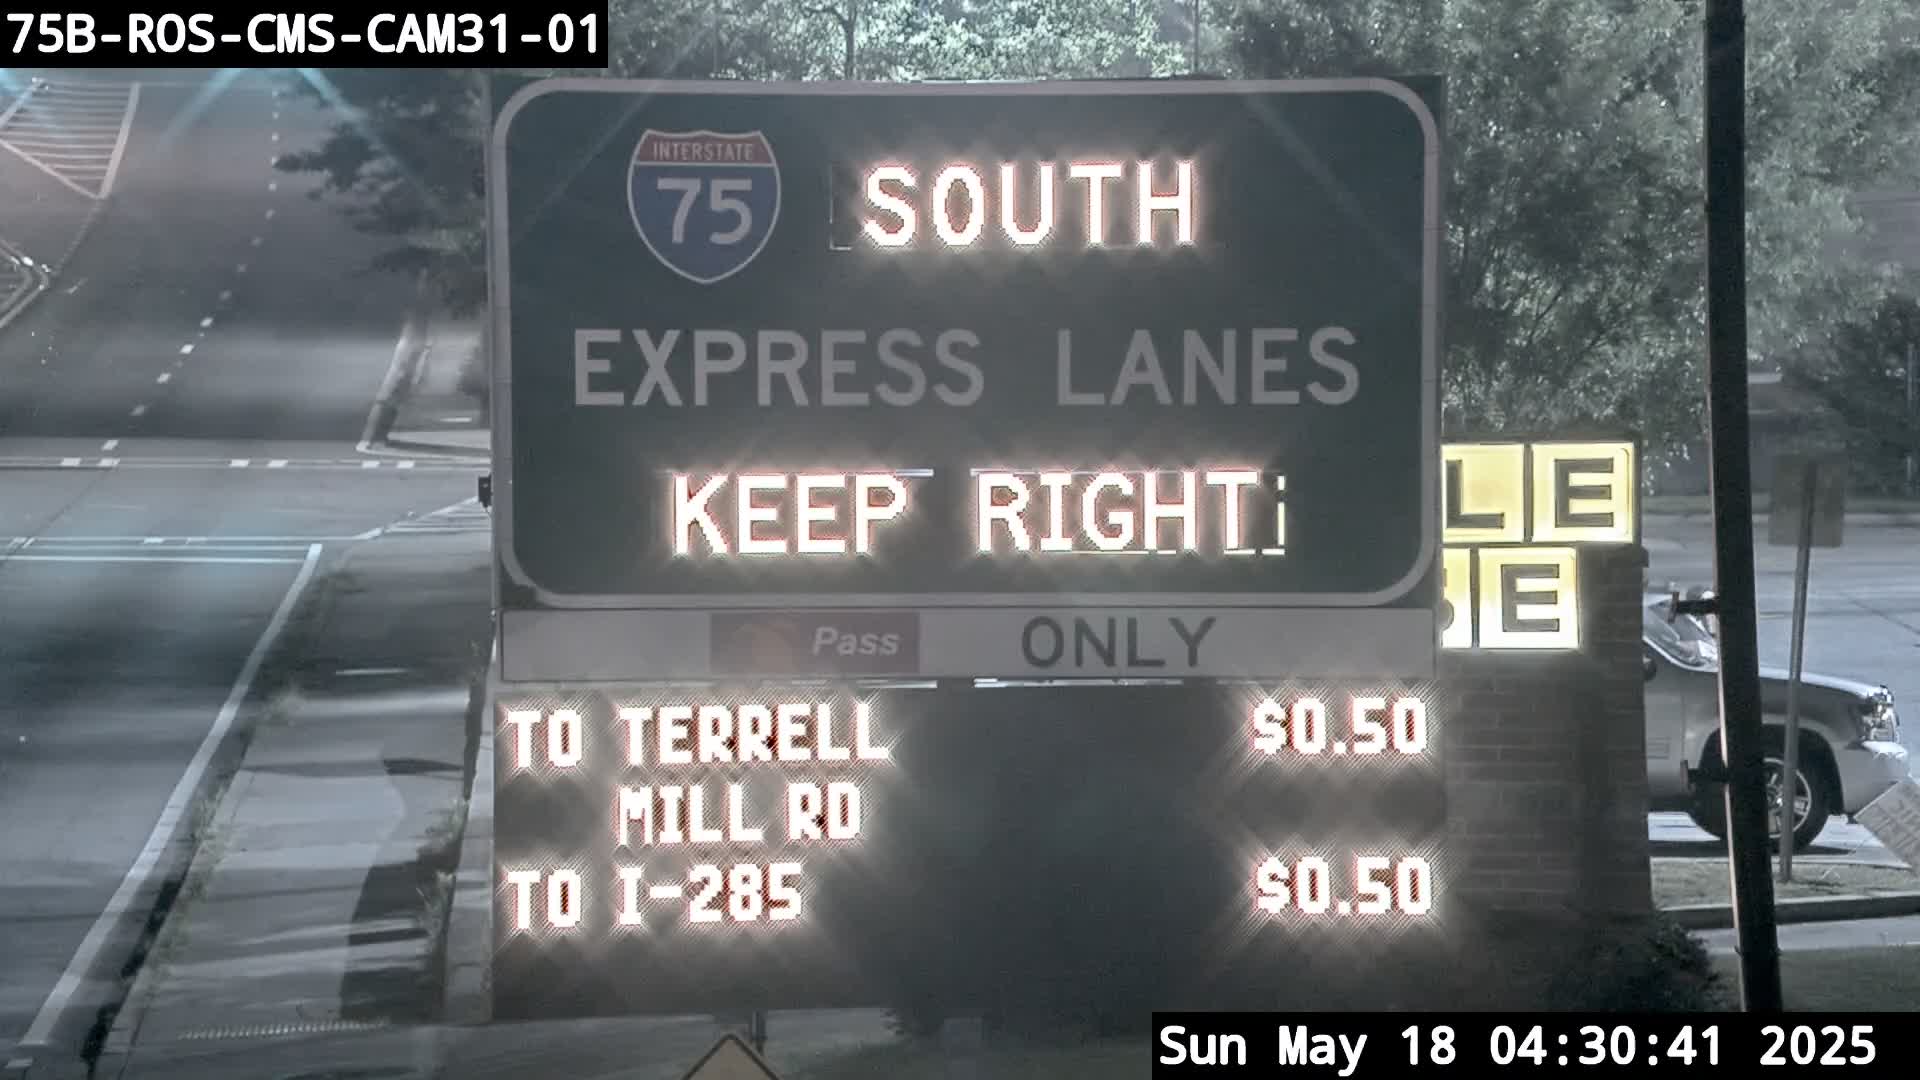 75B-ROS-CMS-CAM31-01
INTERSTATE
75
SOUTH
EXPRESS LANES
KEEP RIGHT
Pass ONLY
TO TERRELL $0.50
MILL RD
TO I-285 $0.50
LE
E
Sun May 18 04:30:41 2025